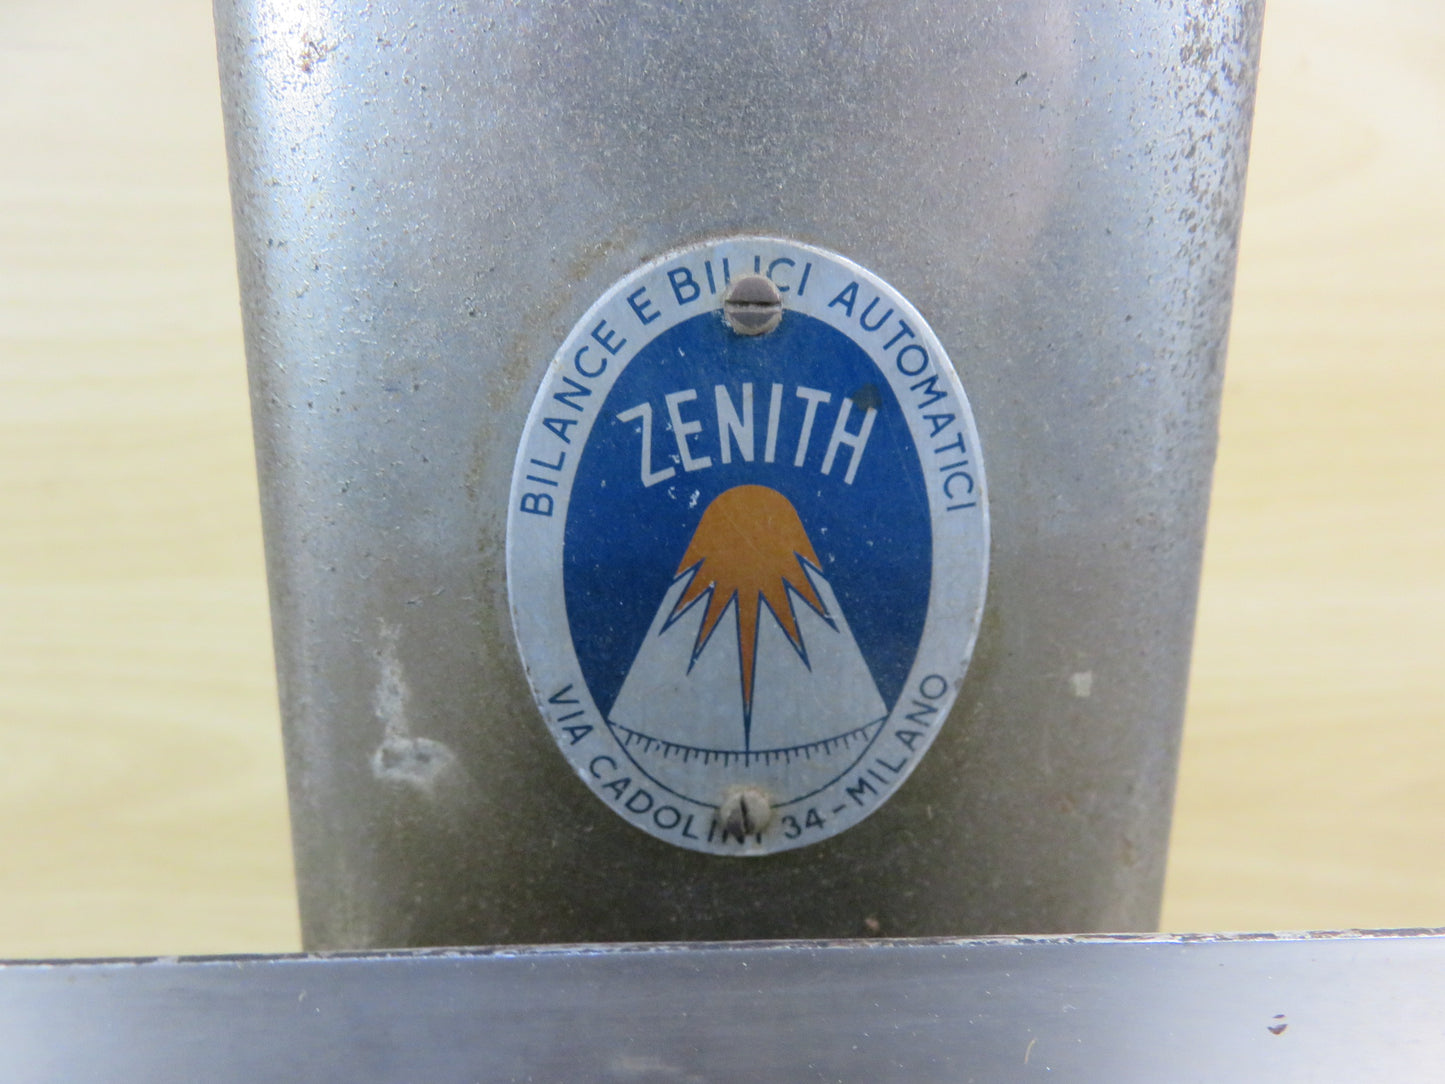 BILANCE E BILICI AUTOMATICI
ZENITH
VIA CADOLINI 34-MILANO